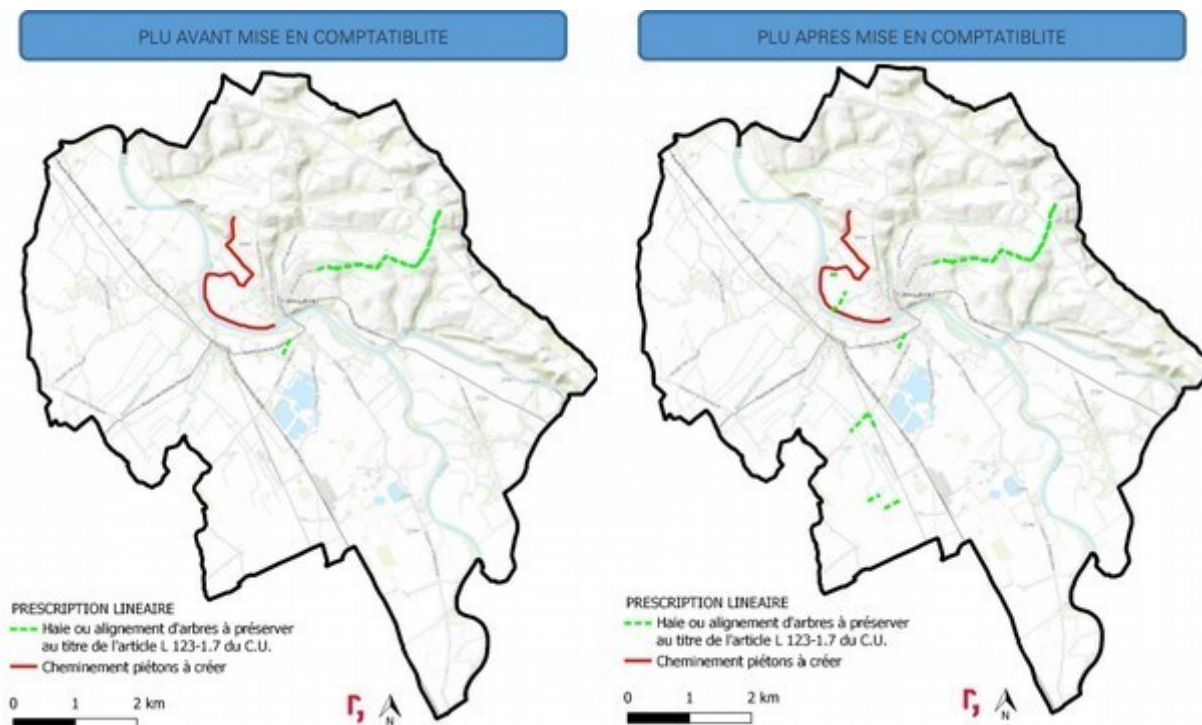 PLU AVANT MISE EN COMPTATIBLITE
PRESCRIPTION LINEAIRE
Haie ou alignement d'arbres à préserver
au titre de l'article L 123-1.7 du C.U.
Cheminement piétons à créer
0 1 2 km
N
PLU APRES MISE EN COMPTATIBLITE
PRESCRIPTION LINEAIRE
Haie ou alignement d'arbres à préserver
au titre de l'article L 123-1.7 du C.U.
Cheminement piétons à créer
0 1 2 km
N